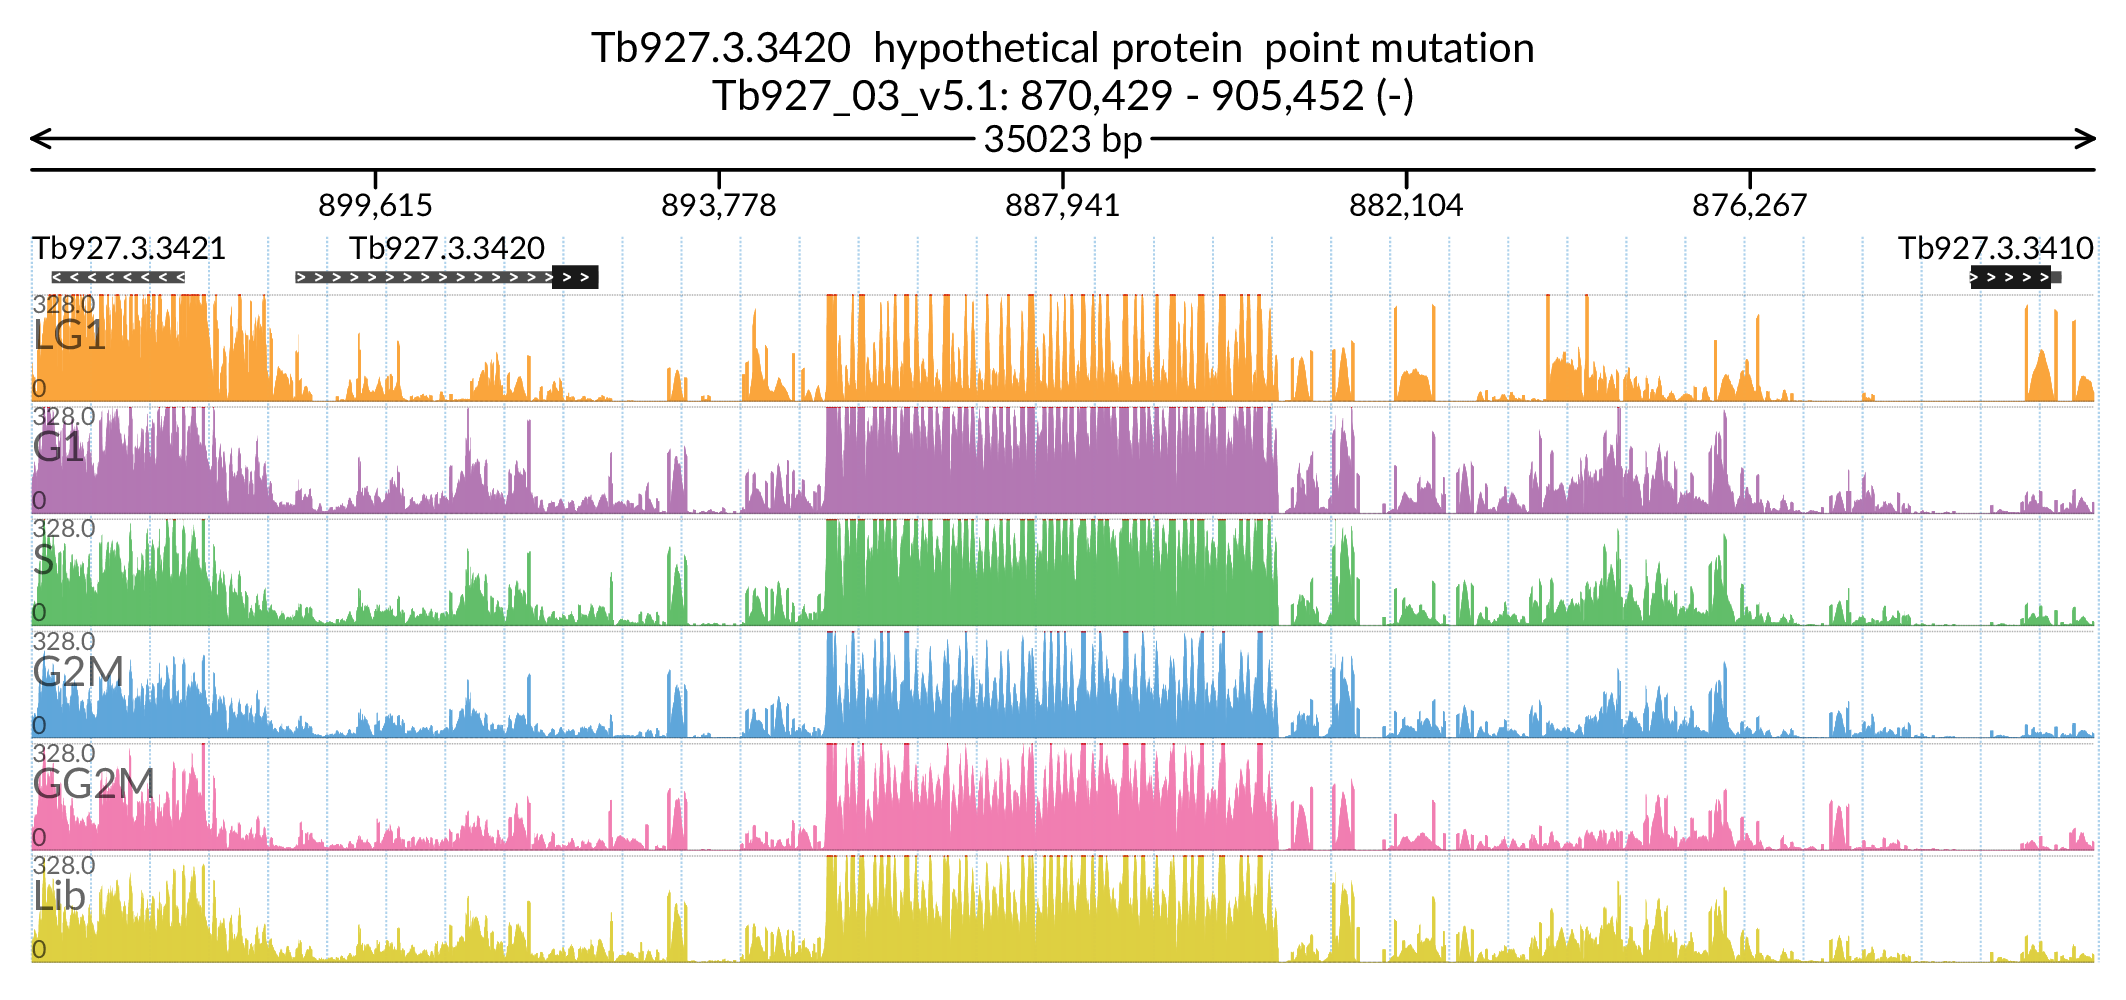 Tb927.3.3420 hypothetical protein point mutation
Tb927_03_v5.1: 870,429 - 905,452 (-)
35023 bp
899,615 893,778 887,941 882,104 876,267
Tb927.3.3421 Tb927.3.3420 Tb927.3.3410
328.0
LG1
0
328.0
G1
0
328.0
S
0
328.0
G2M
0
328.0
GG2M
0
328.0
Lib
0